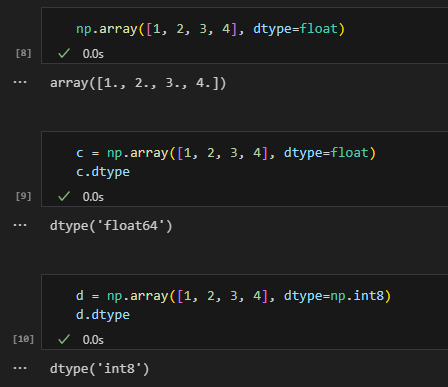 np.array([1, 2, 3, 4], dtype=float)
[8]
0.0s
... array([1., 2., 3., 4.])
c = np.array([1, 2, 3, 4], dtype=float)
c.dtype
[9]
0.0s
... dtype('float64')
d = np.array([1, 2, 3, 4], dtype=np.int8)
d.dtype
[10]
0.0s
... dtype('int8')